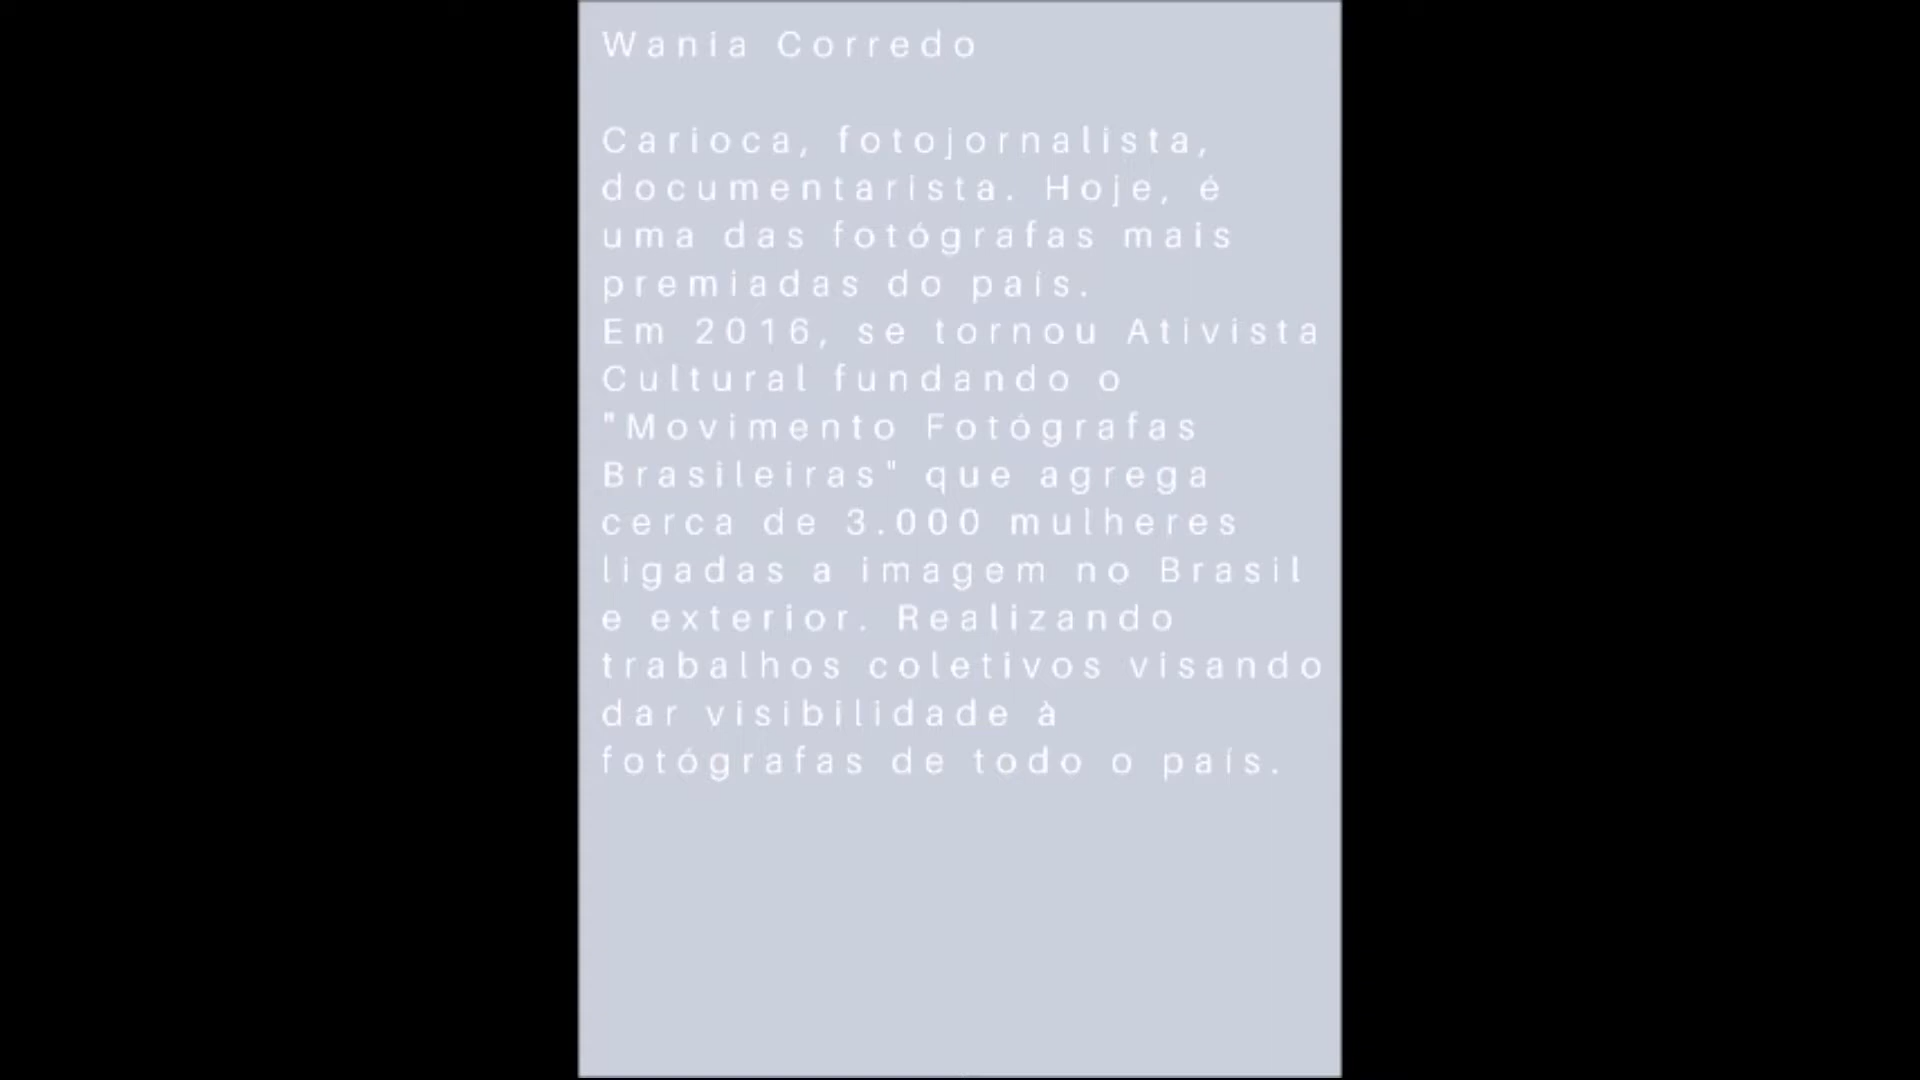 Wania Corredo
Carioca, fotojornalista,
documentarista. Hoje, é
uma das fotógrafas mais
premiadas do país.
Em 2016, se tornou Ativista
Cultural fundando o
"Movimento Fotógrafas
Brasileiras" que agrega
cerca de 3.000 mulheres
ligadas a imagem no Brasil
e exterior. Realizando
trabalhos coletivos visando
dar visibilidade à
fotógrafas de todo o país.